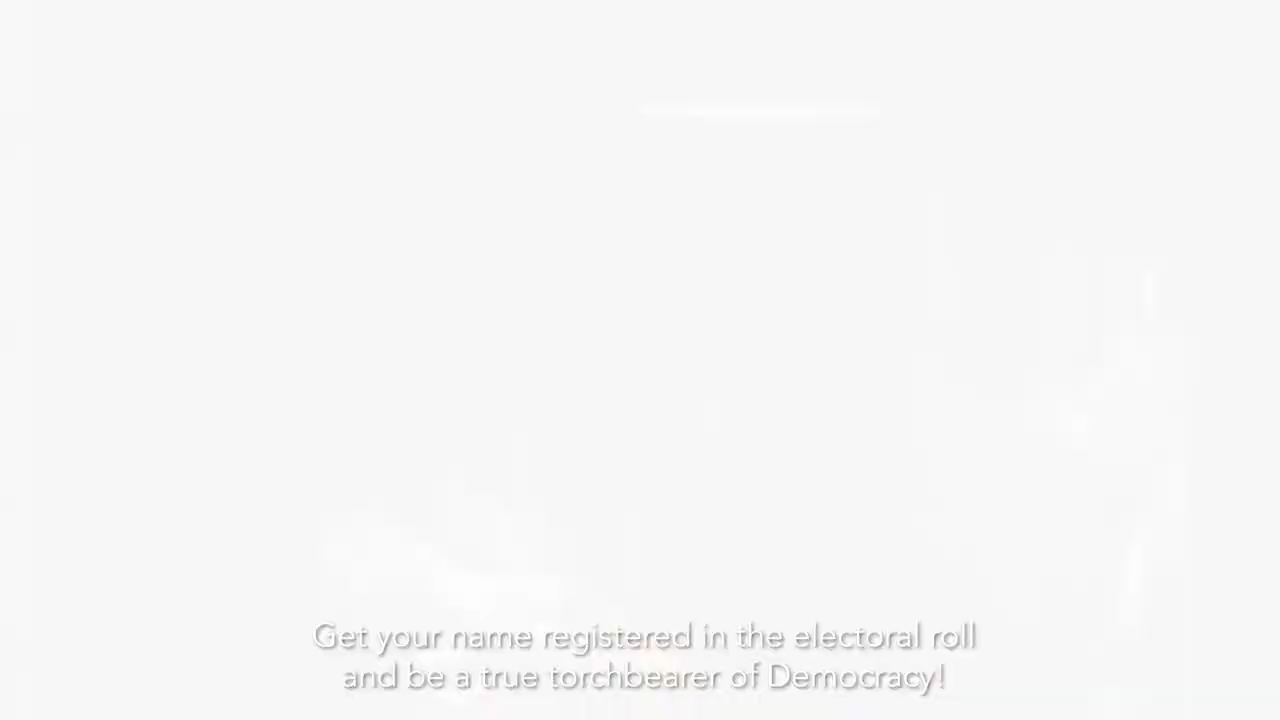 Get your name registered in the electoral roll
and be a true torchbearer of Democracy!